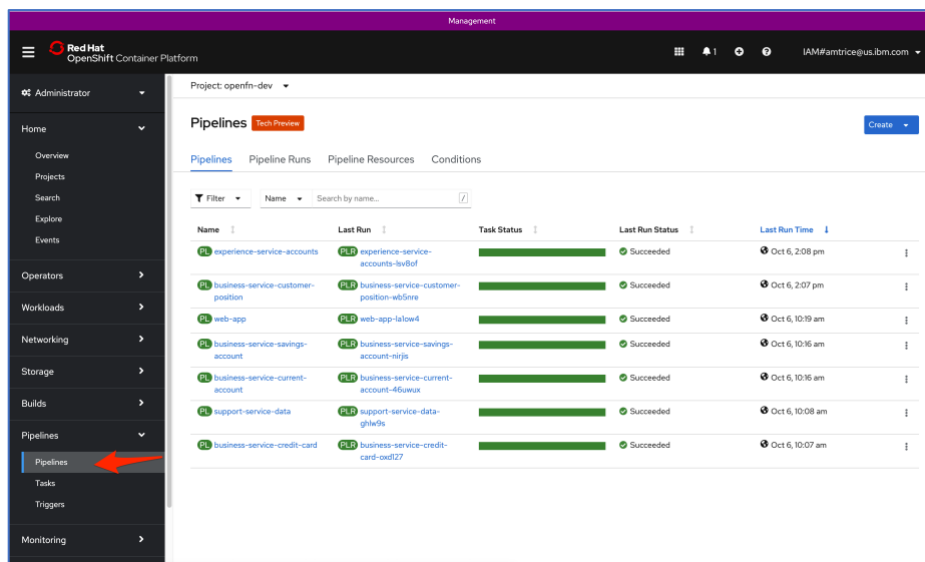 Management
Red Hat
OpenShift Container Platform
1
IAM#amtrice@us.ibm.com
Administrator
Home
Overview
Projects
Search
Explore
Events
Operators
Workloads
Networking
Storage
Builds
Pipelines
Pipelines
Tasks
Triggers
Monitoring
Project: openfn-dev
Pipelines Tech Preview
Create
Pipelines Pipeline Runs Pipeline Resources Conditions
Filter Name Search by name... /
Name Last Run Task Status Last Run Status Last Run Time
PL experience-service-accounts PLR experience-service- Succeeded Oct 6, 2:08 pm
accounts-lsv8of
PL business-service-customer- PLR business-service-customer- Succeeded Oct 6, 2:07 pm
position position-wb5nre
PL web-app PLR web-app-la1ow4 Succeeded Oct 6, 10:19 am
PL business-service-savings- PLR business-service-savings- Succeeded Oct 6, 10:16 am
account account-nirjis
PL business-service-current- PLR business-service-current- Succeeded Oct 6, 10:16 am
account account-46uwux
PL support-service-data PLR support-service-data- Succeeded Oct 6, 10:08 am
ghlw9s
PL business-service-credit-card PLR business-service-credit- Succeeded Oct 6, 10:07 am
card-oxd127